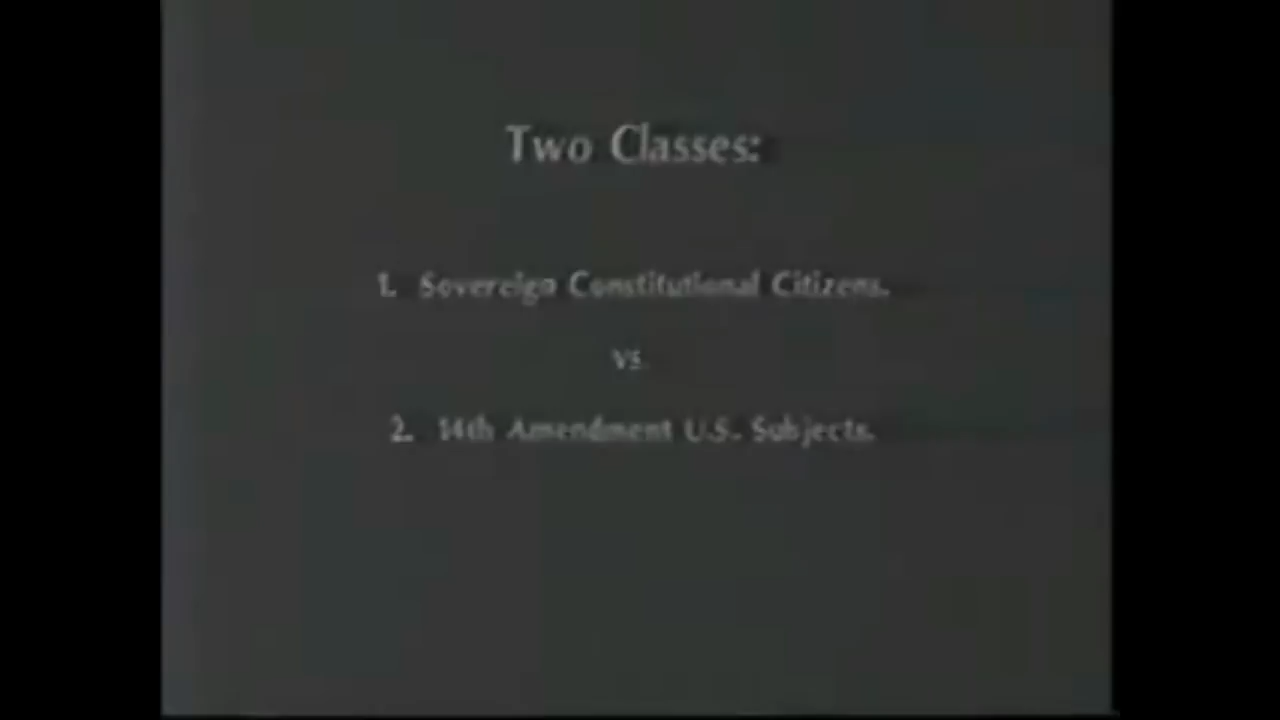 Two Classes:
1. Sovereign Constitutional Citizens.
vs.
2. 14th Amendment U.S. Subjects.